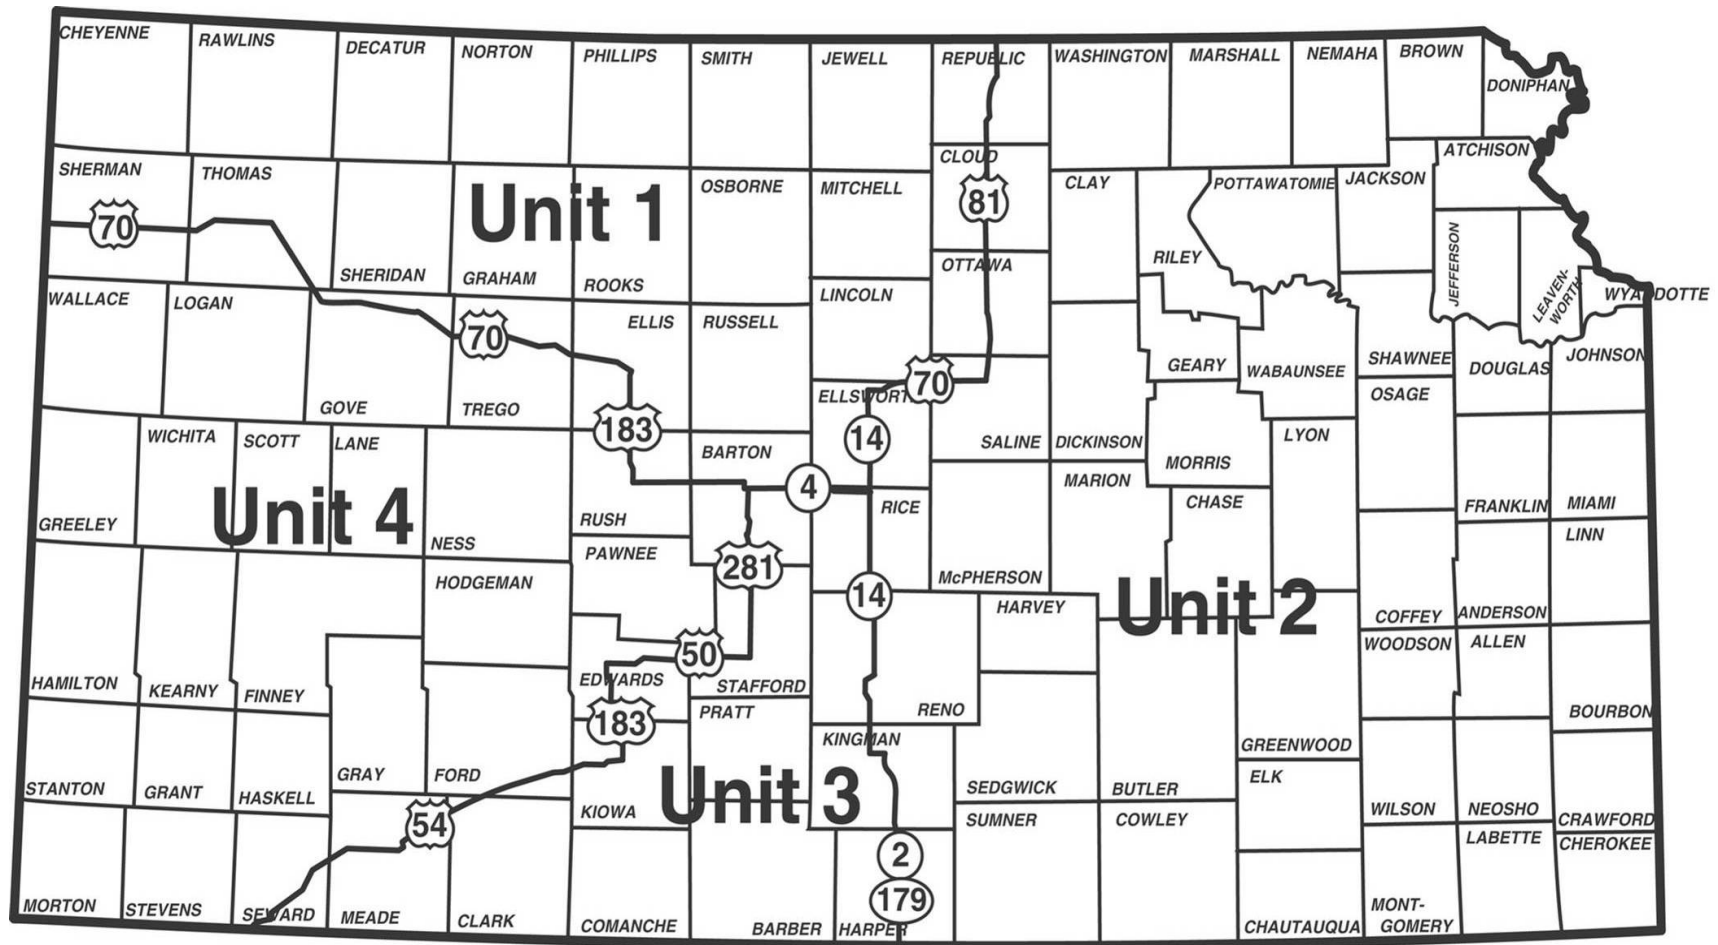 CHEYENNE
RAWLINS
DECATUR
NORTON
PHILLIPS
SMITH
JEWELL
REPUBLIC
WASHINGTON
MARSHALL
NEMAHA
BROWN
DONIPHAN
SHERMAN
THOMAS
SHERIDAN
GRAHAM
ROOKS
OSBORNE
MITCHELL
CLOUD
CLAY
RILEY
POTTAWATOMIE
JACKSON
ATCHISON
JEFFERSON
LEAVEN-
WORTH
WYANDOTTE
Unit 1
70
81
OTTAWA
WALLACE
LOGAN
GOVE
TREGO
ELLIS
RUSSELL
LINCOLN
70
70
ELLSWORT
SALINE
DICKINSON
GEARY
WABAUNSEE
SHAWNEE
DOUGLAS
JOHNSON
OSAGE
183
14
4
GREELEY
WICHITA
SCOTT
LANE
NESS
RUSH
BARTON
RICE
McPHERSON
MARION
MORRIS
CHASE
LYON
FRANKLIN
MIAMI
LINN
Unit 4
PAWNEE
HODGEMAN
281
14
HARVEY
Unit 2
COFFEY
ANDERSON
WOODSON
ALLEN
HAMILTON
KEARNY
FINNEY
EDWARDS
50
STAFFORD
RENO
BOURBON
183
PRATT
KINGMAN
GREENWOOD
STANTON
GRANT
HASKELL
GRAY
FORD
KIOWA
Unit 3
SEDGWICK
BUTLER
ELK
WILSON
NEOSHO
CRAWFORD
54
SUMNER
COWLEY
LABETTE
CHEROKEE
2
179
MORTON
STEVENS
SEWARD
MEADE
CLARK
COMANCHE
BARBER
HARPER
CHAUTAUQUA
MONT-
GOMERY